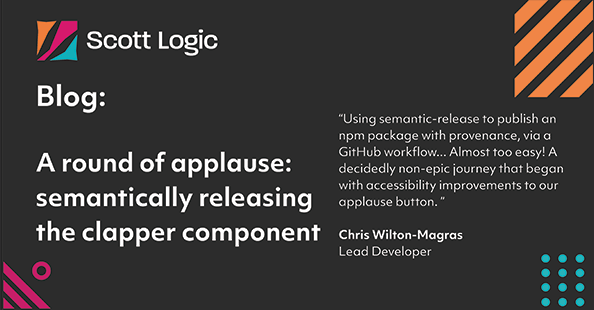 Scott Logic
Blog:
A round of applause:
semantically releasing
the clapper component
“Using semantic-release to publish an
npm package with provenance, via a
GitHub workflow... Almost too easy! A
decidedly non-epic journey that began
with accessibility improvements to our
applause button. “
Chris Wilton-Magras
Lead Developer